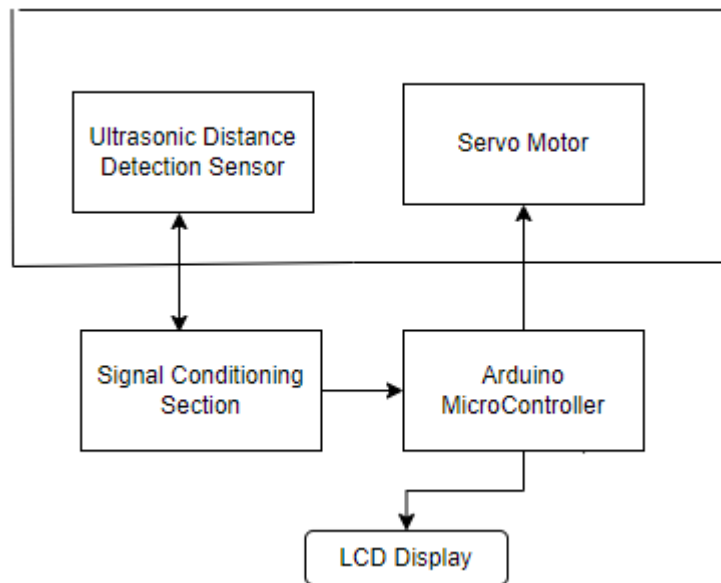 Ultrasonic Distance
Detection Sensor
Servo Motor
Signal Conditioning
Section
Arduino
MicroController
LCD Display